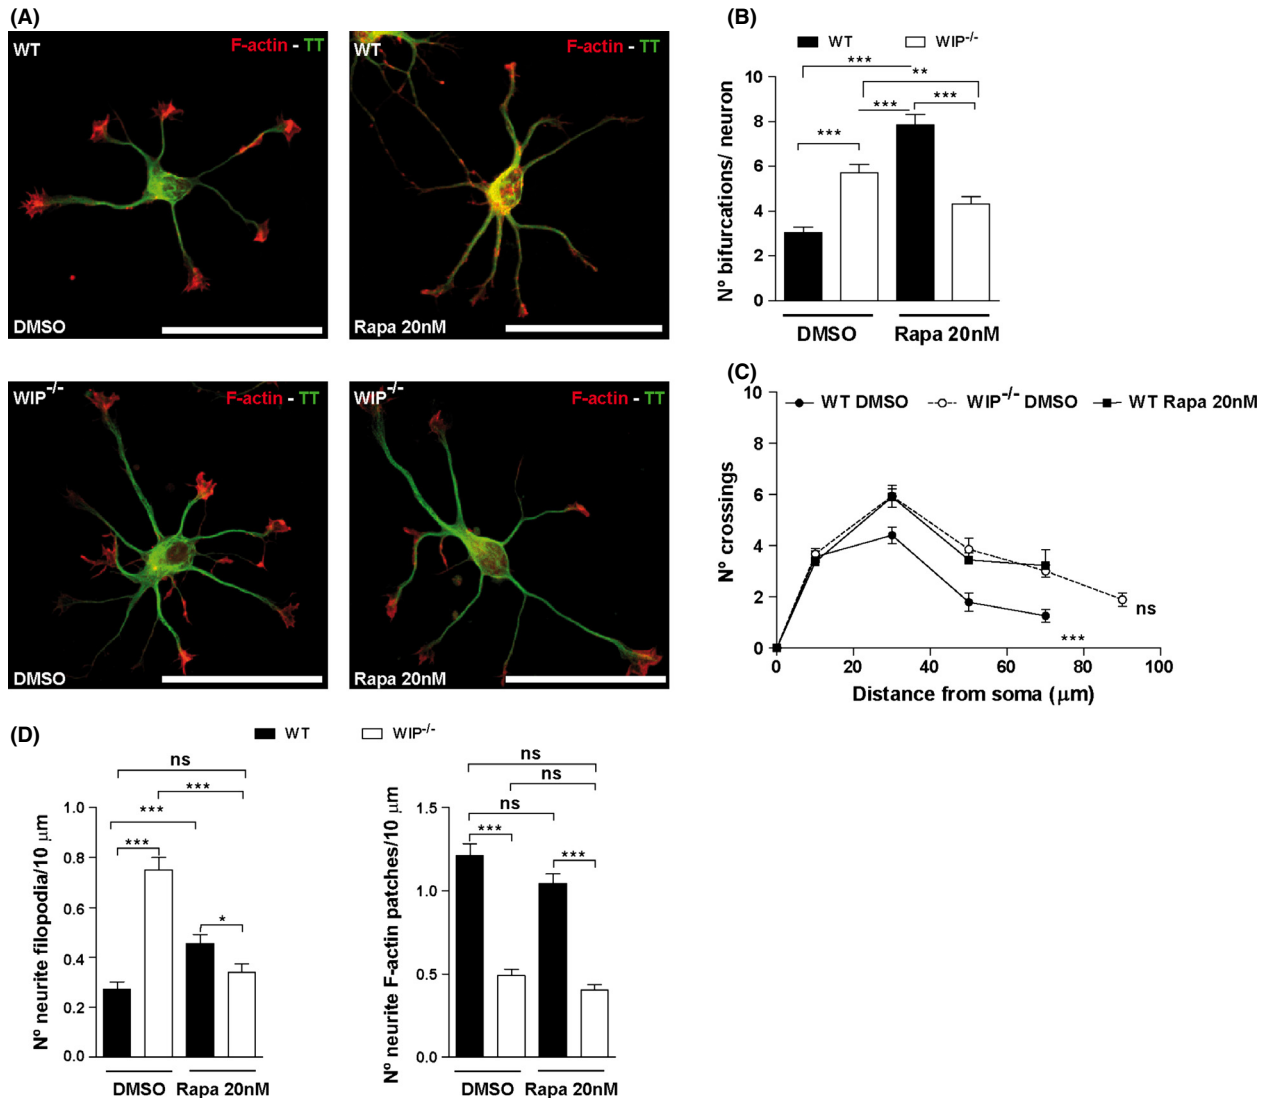 (A)
WT
F-actin - TT
DMSO
WT
F-actin - TT
Rapa 20nM
WIP-/-
F-actin - TT
DMSO
WIP-/-
F-actin - TT
Rapa 20nM
(B)
WT WIP-/-
Nº bifurcations/ neuron
10
8
6
4
2
0
***
**
***
***
***
DMSO Rapa 20nM
(C)
WT DMSO WIP-/- DMSO WT Rapa 20nM
Nº crossings
10
8
6
4
2
0
ns
***
0 20 40 60 80 100
Distance from soma (μm)
(D)
WT WIP-/-
Nº neurite filopodia/10 μm
1.0
0.8
0.6
0.4
0.2
0.0
ns
***
***
***
*
DMSO Rapa 20nM
Nº neurite F-actin patches/10 μm
1.5
1.0
0.5
0.0
ns
ns
ns
***
***
DMSO Rapa 20nM